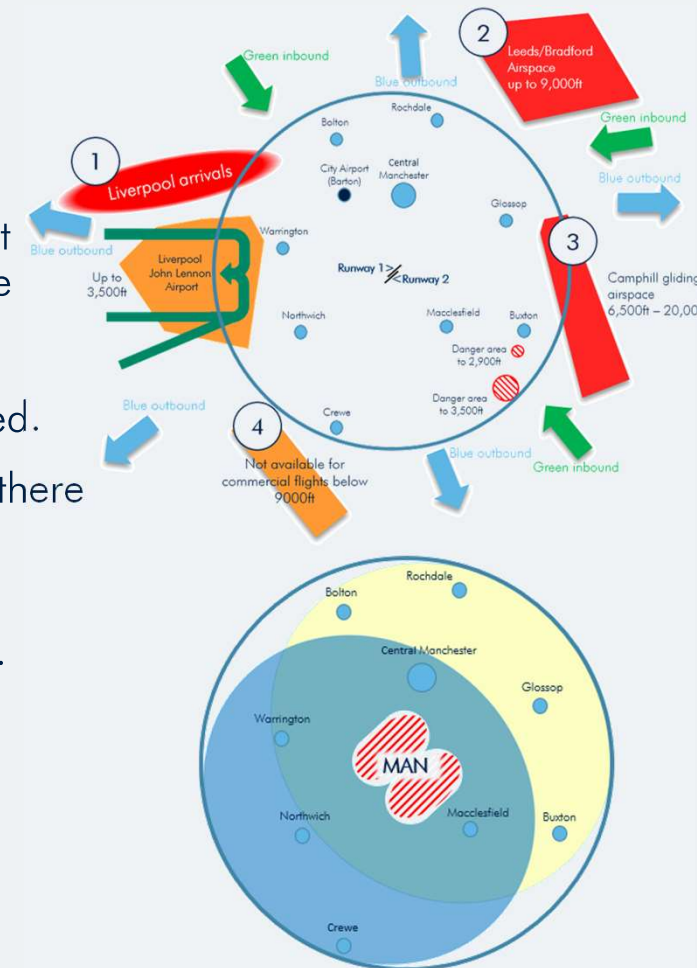 t
e
ed.
there
.
1
Liverpool arrivals
Green inbound
Blue outbound
2
Leeds/Bradford
Airspace
up to 9,000ft
Green inbound
Blue outbound
Blue outbound
Rochdale
Bolton
City Airport
(Barton)
Central
Manchester
Glossop
Warrington
Liverpool
John Lennon
Airport
Up to
3,500ft
Runway 1
Runway 2
3
Camphill gliding
airspace
6,500ft – 20,00
Northwich
Macclesfield
Buxton
Danger area
to 2,900ft
Danger area
to 3,500ft
Crewe
Blue outbound
4
Not available for
commercial flights below
9000ft
Blue outbound
Green inbound
Rochdale
Bolton
Central Manchester
Glossop
Warrington
MAN
Northwich
Macclesfield
Buxton
Crewe